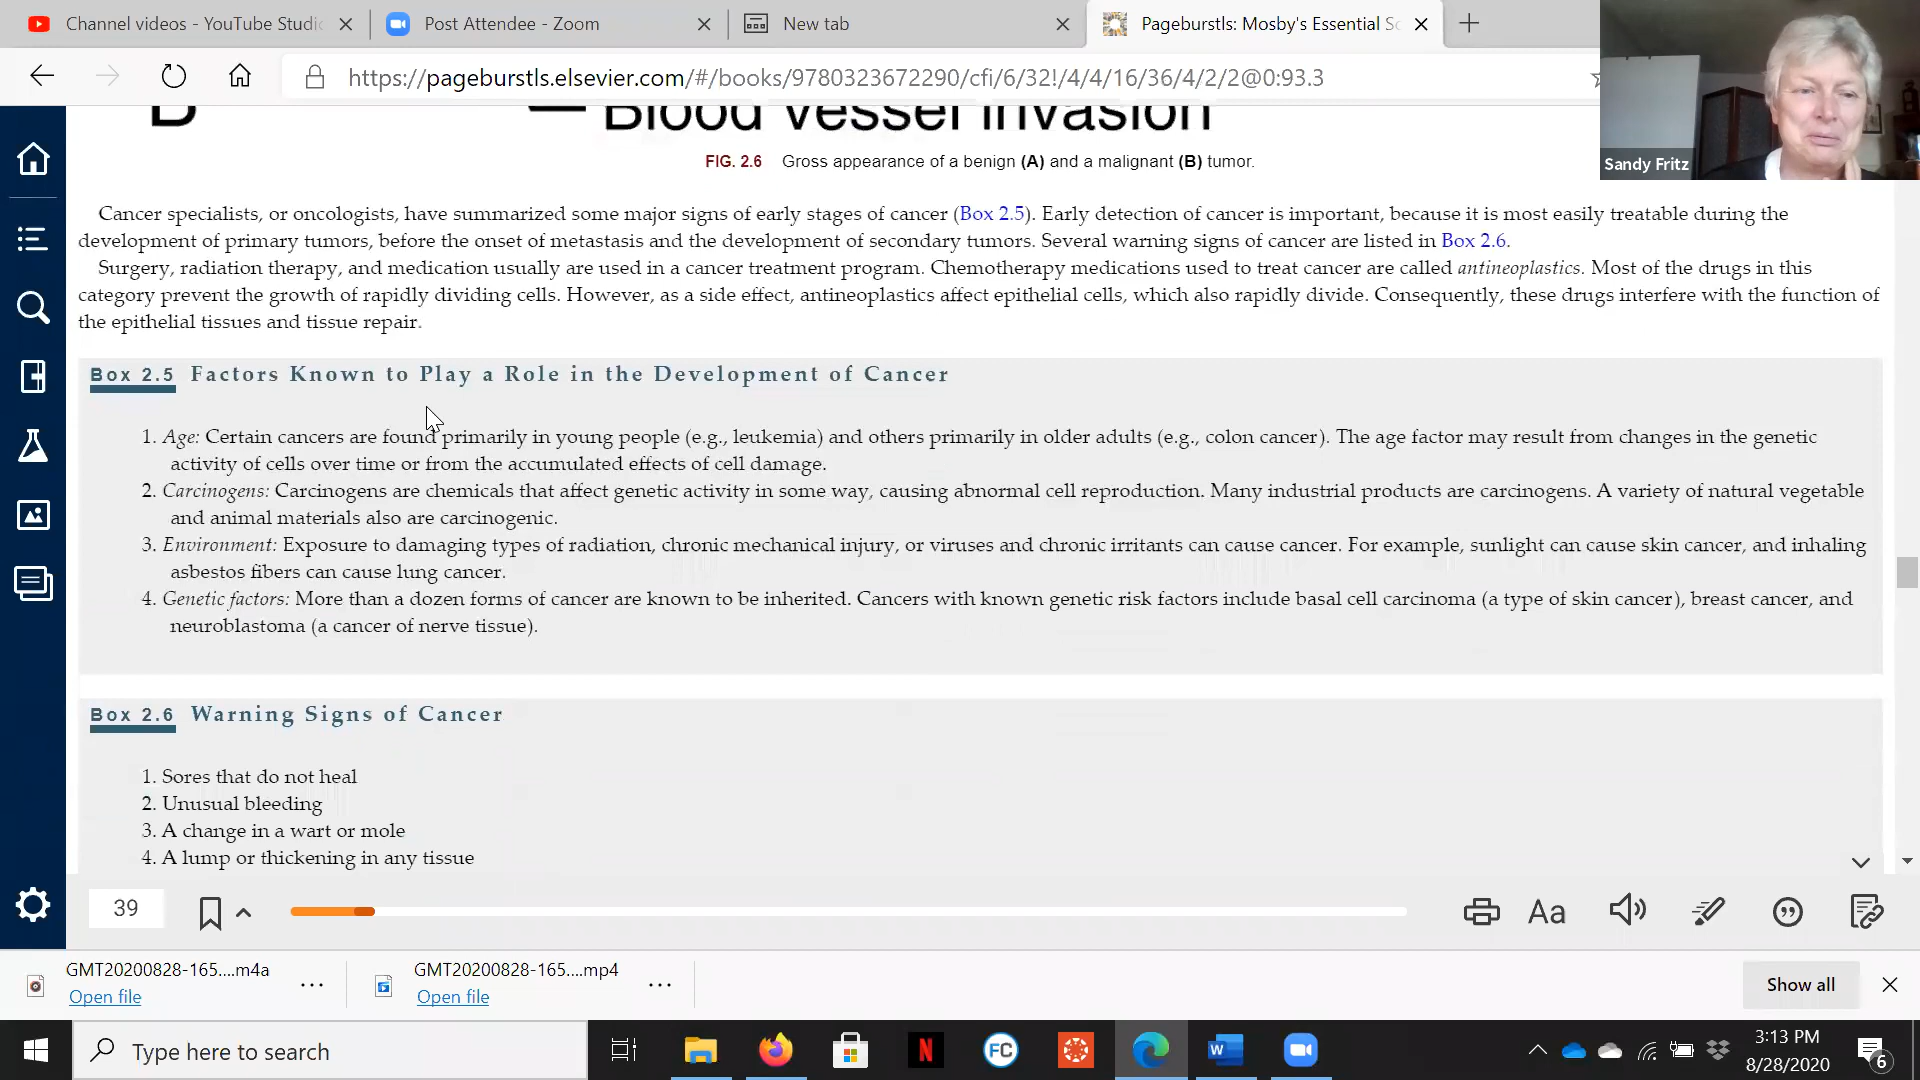 Channel videos - YouTube Studi
Post Attendee - Zoom
New tab
Pageburstls: Mosby's Essential Sc
https://pageburstls.elsevier.com/#/books/9780323672290/cfi/6/32!/4/4/16/36/4/2/2@0:93.3
Sandy Fritz
B
Blood vessel invasion
FIG. 2.6 Gross appearance of a benign (A) and a malignant (B) tumor.
Cancer specialists, or oncologists, have summarized some major signs of early stages of cancer (Box 2.5). Early detection of cancer is important, because it is most easily treatable during the
development of primary tumors, before the onset of metastasis and the development of secondary tumors. Several warning signs of cancer are listed in Box 2.6.
Surgery, radiation therapy, and medication usually are used in a cancer treatment program. Chemotherapy medications used to treat cancer are called antineoplastics. Most of the drugs in this
category prevent the growth of rapidly dividing cells. However, as a side effect, antineoplastics affect epithelial cells, which also rapidly divide. Consequently, these drugs interfere with the function of
the epithelial tissues and tissue repair.
Box 2.5 Factors Known to Play a Role in the Development of Cancer
1. Age: Certain cancers are found primarily in young people (e.g., leukemia) and others primarily in older adults (e.g., colon cancer). The age factor may result from changes in the genetic
activity of cells over time or from the accumulated effects of cell damage.
2. Carcinogens: Carcinogens are chemicals that affect genetic activity in some way, causing abnormal cell reproduction. Many industrial products are carcinogens. A variety of natural vegetable
and animal materials also are carcinogenic.
3. Environment: Exposure to damaging types of radiation, chronic mechanical injury, or viruses and chronic irritants can cause cancer. For example, sunlight can cause skin cancer, and inhaling
asbestos fibers can cause lung cancer.
4. Genetic factors: More than a dozen forms of cancer are known to be inherited. Cancers with known genetic risk factors include basal cell carcinoma (a type of skin cancer), breast cancer, and
neuroblastoma (a cancer of nerve tissue).
Box 2.6 Warning Signs of Cancer
1. Sores that do not heal
2. Unusual bleeding
3. A change in a wart or mole
4. A lump or thickening in any tissue
39
Aa
GMT20200828-165....m4a
Open file
GMT20200828-165....mp4
Open file
Show all
Type here to search
N
FC
W
3:13 PM
8/28/2020
6